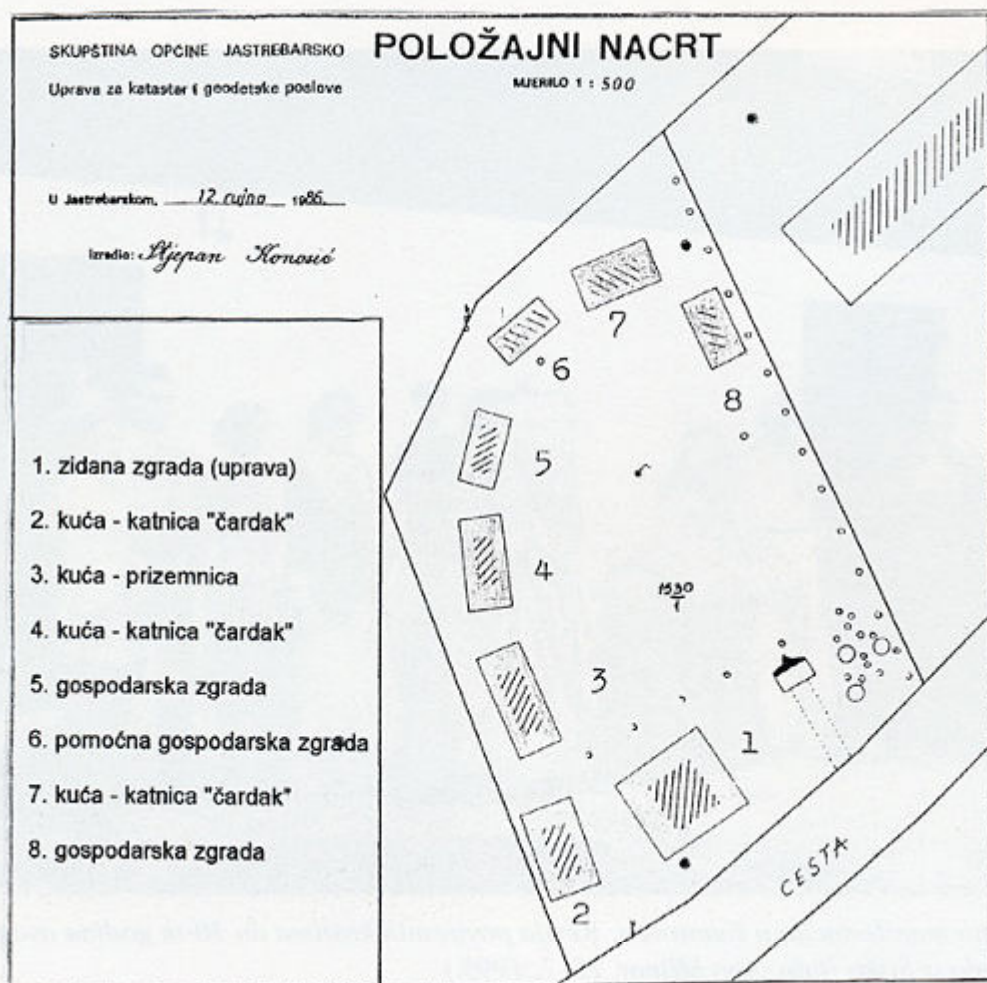 SKUPŠTINA OPĆINE JASTREBARSKO
Uprava za katastar i geodetske poslove
POLOŽAJNI NACRT
MJERILO 1 : 500
U Jastrebarskom, 12. rujna 1986.
Izradio: Stjepan Konosić
1. zidana zgrada (uprava)
2. kuća - katnica "čardak"
3. kuća - prizemnica
4. kuća - katnica "čardak"
5. gospodarska zgrada
6. pomoćna gospodarska zgrada
7. kuća - katnica "čardak"
8. gospodarska zgrada
7
6
8
5
4
1530
1
3
1
2
CESTA